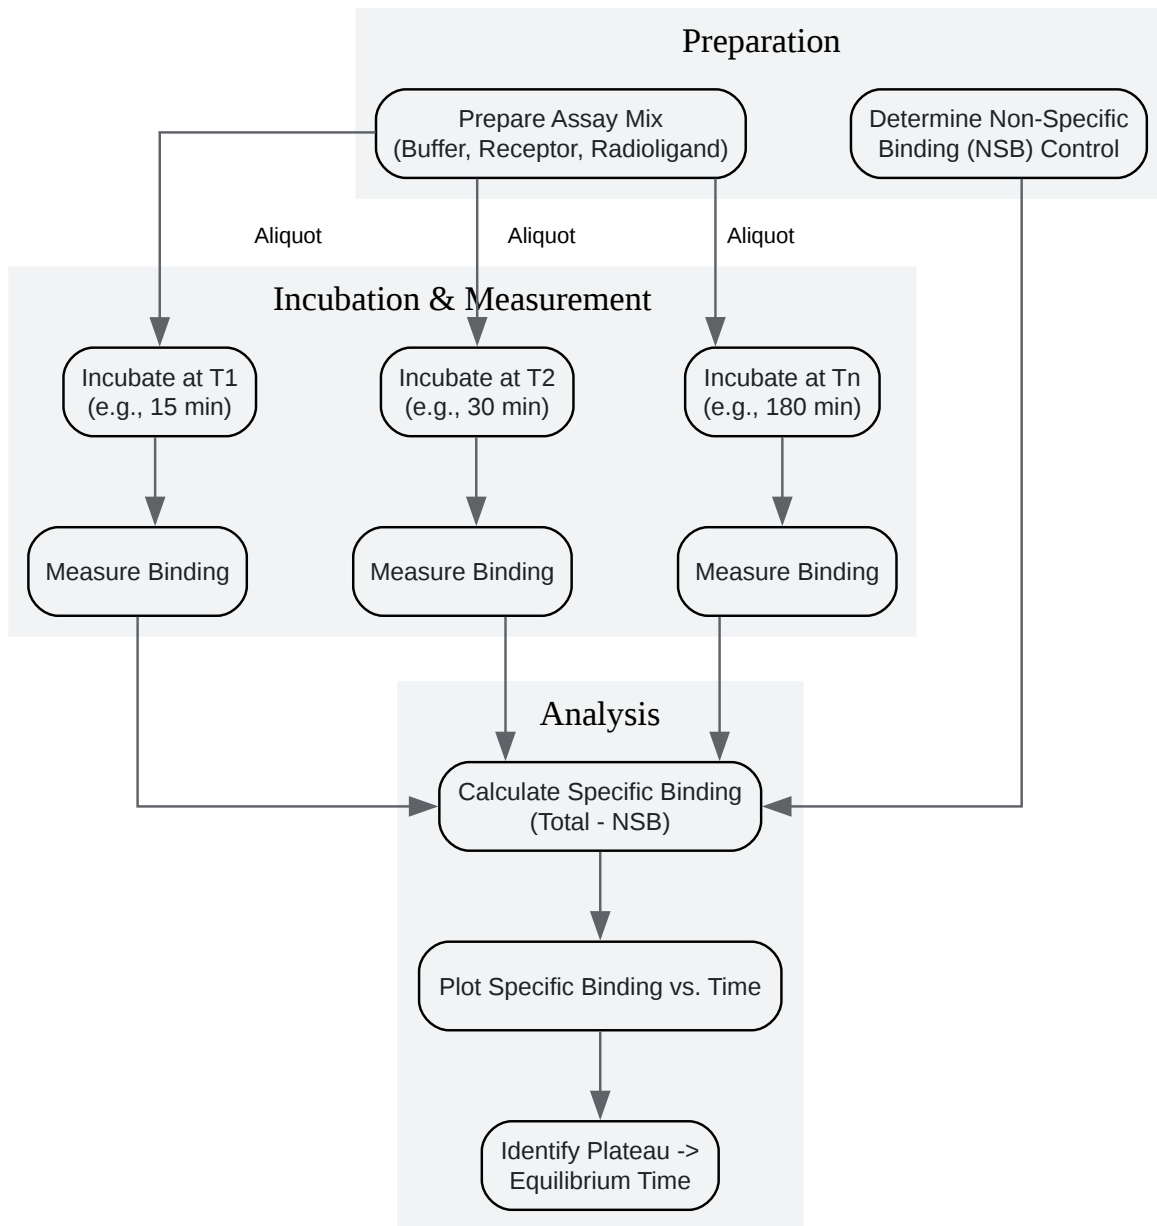 Preparation
Prepare Assay Mix
(Buffer, Receptor, Radioligand)
Determine Non-Specific
Binding (NSB) Control
Aliquot
Aliquot
Aliquot
Incubation & Measurement
Incubate at T1
(e.g., 15 min)
Incubate at T2
(e.g., 30 min)
Incubate at Tn
(e.g., 180 min)
Measure Binding
Measure Binding
Measure Binding
Analysis
Calculate Specific Binding
(Total - NSB)
Plot Specific Binding vs. Time
Identify Plateau ->
Equilibrium Time